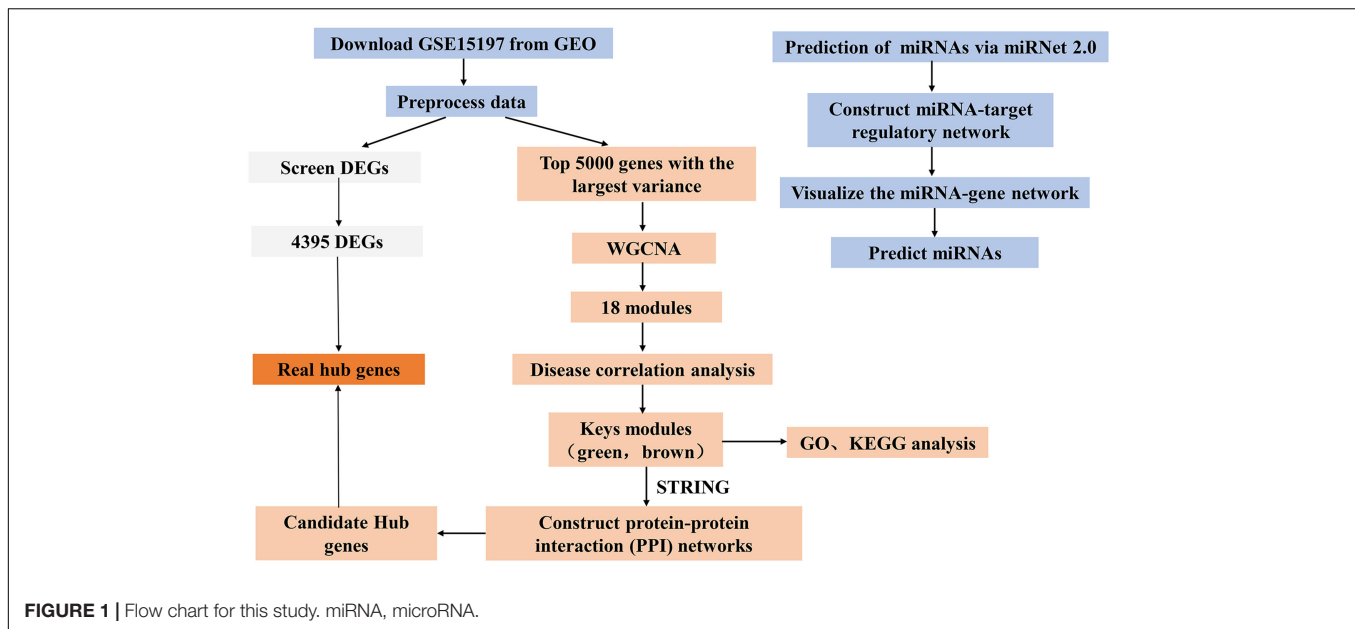 Download GSE15197 from GEO
Preprocess data
Screen DEGs
4395 DEGs
Real hub genes
Top 5000 genes with the
largest variance
WGCNA
18 modules
Disease correlation analysis
Keys modules
（green，brown）
GO、KEGG analysis
STRING
Construct protein-protein
interaction (PPI) networks
Candidate Hub
genes
Prediction of miRNAs via miRNet 2.0
Construct miRNA-target
regulatory network
Visualize the miRNA-gene network
Predict miRNAs
FIGURE 1 | Flow chart for this study. miRNA, microRNA.